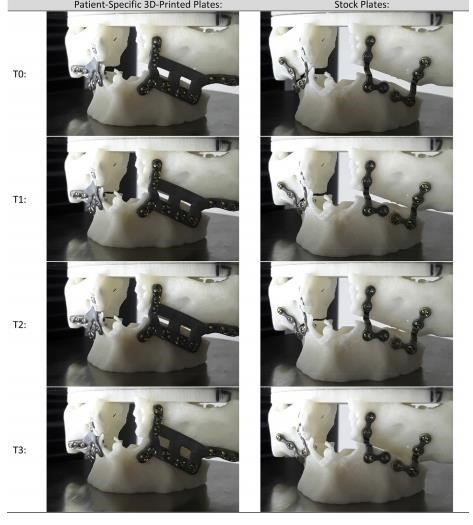 Patient-Specific 3D-Printed Plates: Stock Plates:
T0:
T1:
T2:
T3: